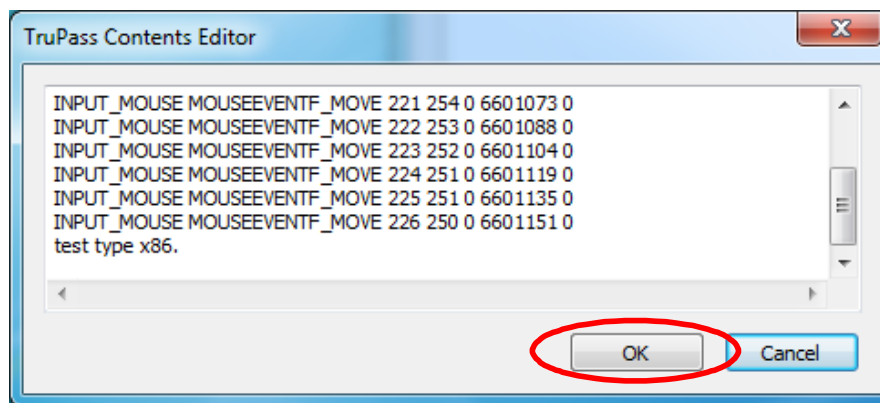 TruPass Contents Editor
INPUT_MOUSE MOUSEEVENTF_MOVE 221 254 0 6601073 0
INPUT_MOUSE MOUSEEVENTF_MOVE 222 253 0 6601088 0
INPUT_MOUSE MOUSEEVENTF_MOVE 223 252 0 6601104 0
INPUT_MOUSE MOUSEEVENTF_MOVE 224 251 0 6601119 0
INPUT_MOUSE MOUSEEVENTF_MOVE 225 251 0 6601135 0
INPUT_MOUSE MOUSEEVENTF_MOVE 226 250 0 6601151 0
test type x86.
OK Cancel